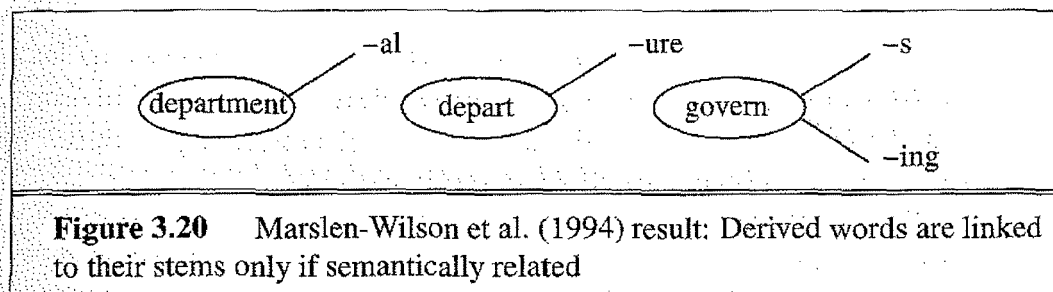 –al
–ure
–s
department
depart
govern
–ing
Figure 3.20 Marslen-Wilson et al. (1994) result: Derived words are linked
to their stems only if semantically related